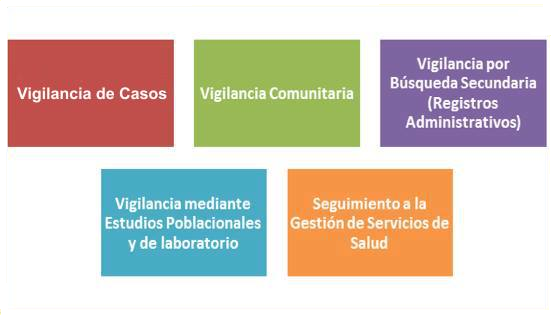 Vigilancia de Casos
Vigilancia Comunitaria
Vigilancia por
Búsqueda Secundaria
(Registros
Administrativos)
Vigilancia mediante
Estudios Poblacionales
y de laboratorio
Seguimiento a la
Gestión de Servicios de
Salud